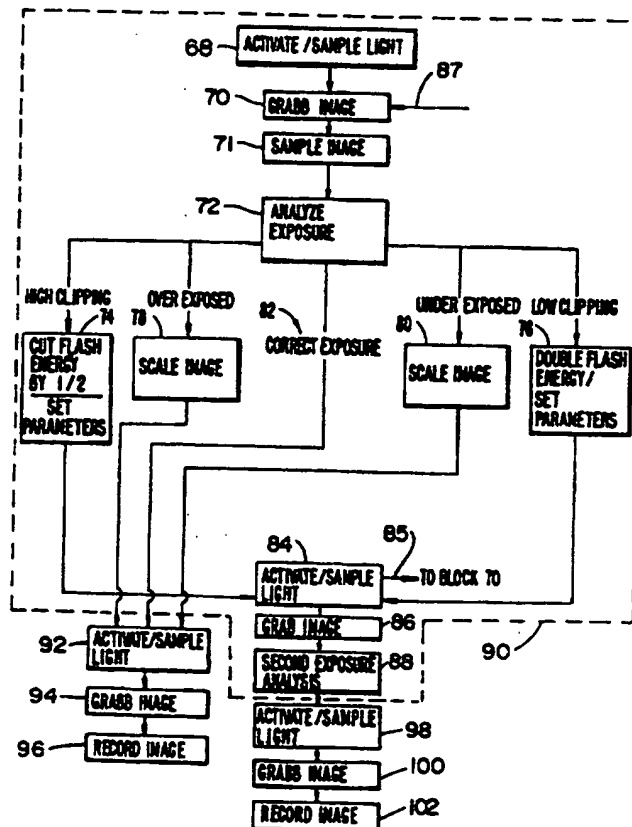 68
ACTIVATE/SAMPLE LIGHT
87
70
GRABB IMAGE
71
SAMPLE IMAGE
72
ANALYZE
EXPOSURE
HIGH CLIPPING
74
CUT FLASH
ENERGY
BY 1/2
SET
PARAMETERS
OVER EXPOSED
78
SCALE IMAGE
82
CORRECT EXPOSURE
UNDER EXPOSED
80
SCALE IMAGE
LOW CLIPPING
76
DOUBLE FLASH
ENERGY/
SET
PARAMETERS
84
ACTIVATE/SAMPLE
LIGHT
85
TO BLOCK 70
GRAB IMAGE
86
SECOND EXPOSURE
ANALYSIS
88
90
92
ACTIVATE/SAMPLE
LIGHT
94
GRABB IMAGE
96
RECORD IMAGE
ACTIVATE/SAMPLE
LIGHT
98
GRABB IMAGE
100
RECORD IMAGE
102